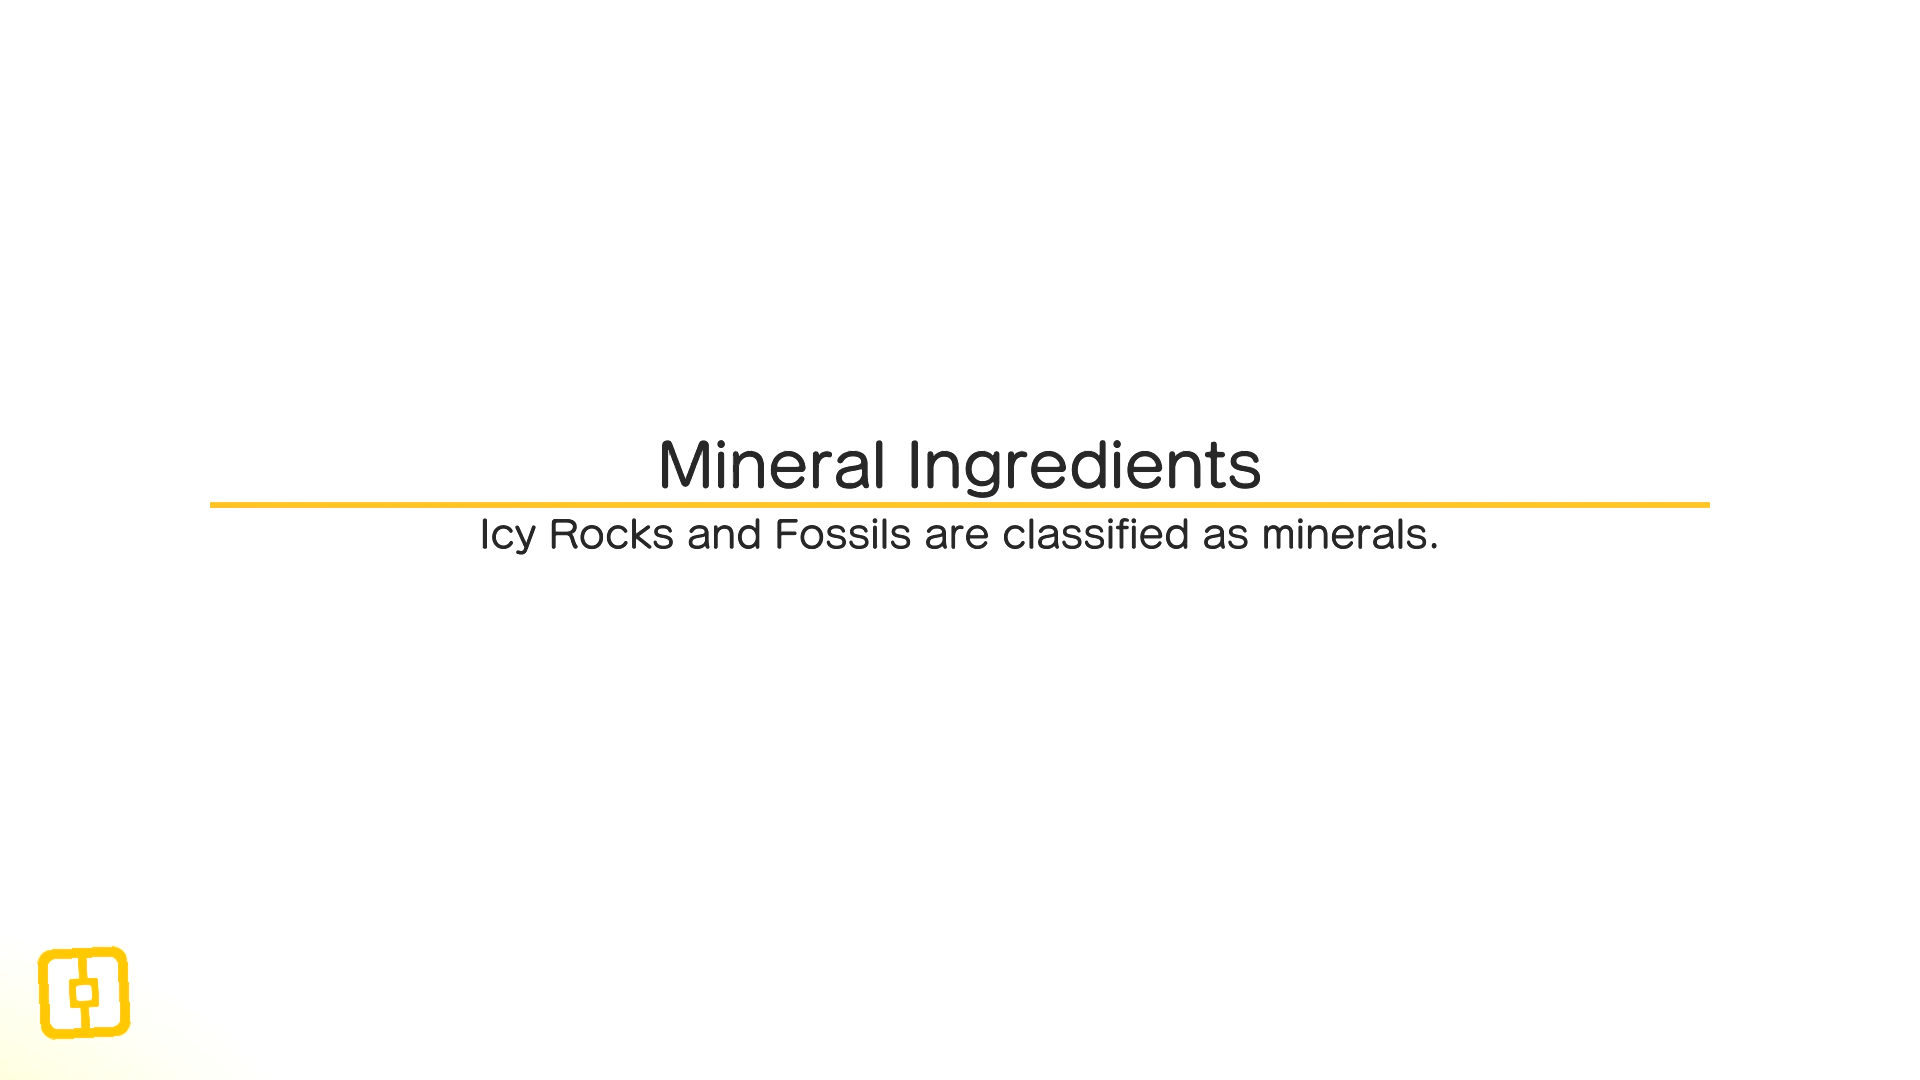 Mineral Ingredients
Icy Rocks and Fossils are classified as minerals.